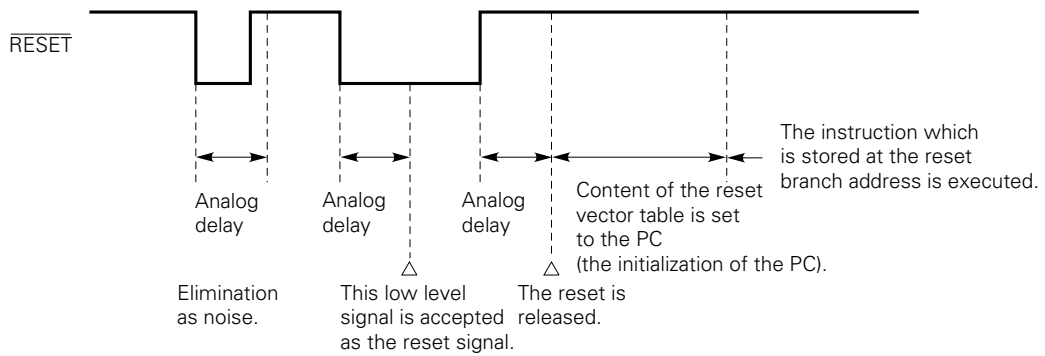 RESET
The instruction which
is stored at the reset
branch address is executed.
Analog
delay
Analog
delay
Analog
delay
Content of the reset
vector table is set
to the PC
(the initialization of the PC).
Elimination
as noise.
This low level
signal is accepted
as the reset signal.
The reset is
released.